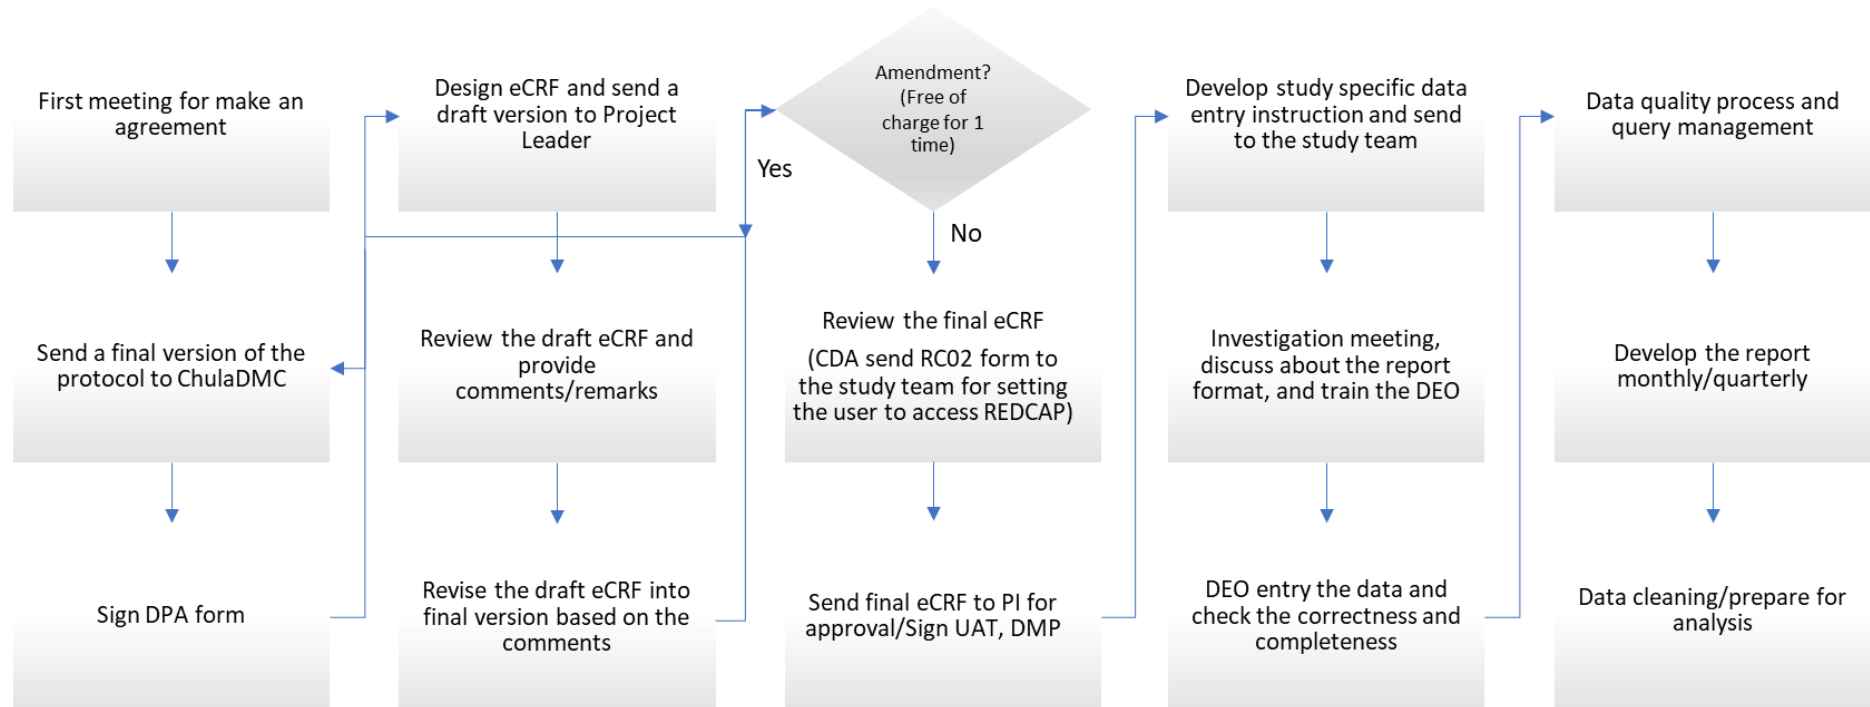 First meeting for make an
agreement
Send a final version of the
protocol to ChulaDMC
Sign DPA form
Design eCRF and send a
draft version to Project
Leader
Review the draft eCRF and
provide
comments/remarks
Revise the draft eCRF into
final version based on the
comments
Amendment?
(Free of
charge for 1
time)
Yes
No
Review the final eCRF
(CDA send RC02 form to
the study team for setting
the user to access REDCAP)
Send final eCRF to PI for
approval/Sign UAT, DMP
Develop study specific data
entry instruction and send
to the study team
Investigation meeting,
discuss about the report
format, and train the DEO
DEO entry the data and
check the correctness and
completeness
Data quality process and
query management
Develop the report
monthly/quarterly
Data cleaning/prepare for
analysis